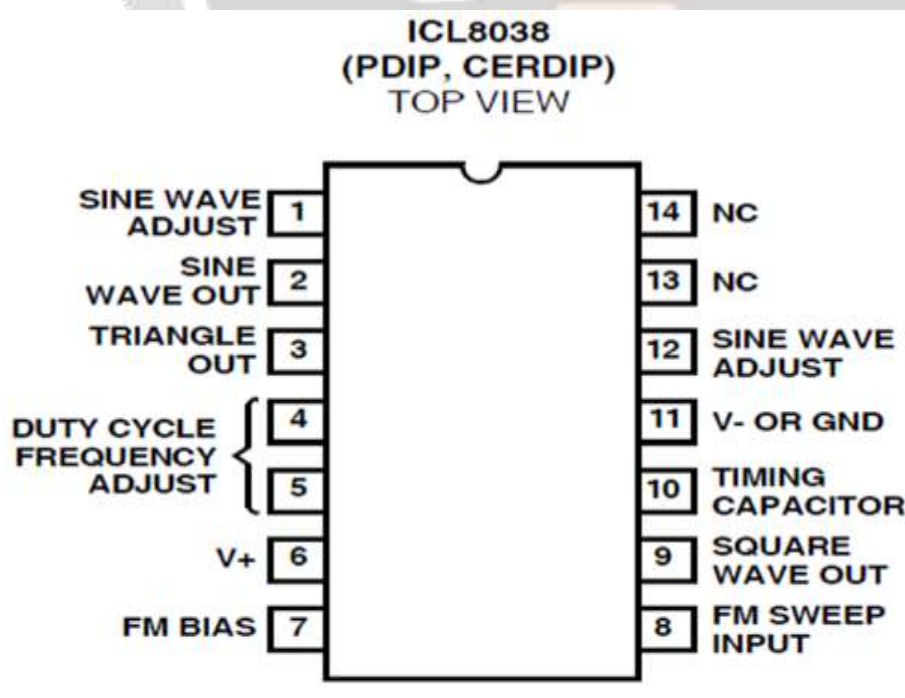 ICL8038
(PDIP, CERDIP)
TOP VIEW
SINE WAVE
ADJUST
1
SINE
WAVE OUT
2
TRIANGLE
OUT
3
DUTY CYCLE
FREQUENCY
ADJUST
4
5
V+
6
FM BIAS
7
14
NC
13
NC
12
SINE WAVE
ADJUST
11
V- OR GND
10
TIMING
CAPACITOR
9
SQUARE
WAVE OUT
8
FM SWEEP
INPUT